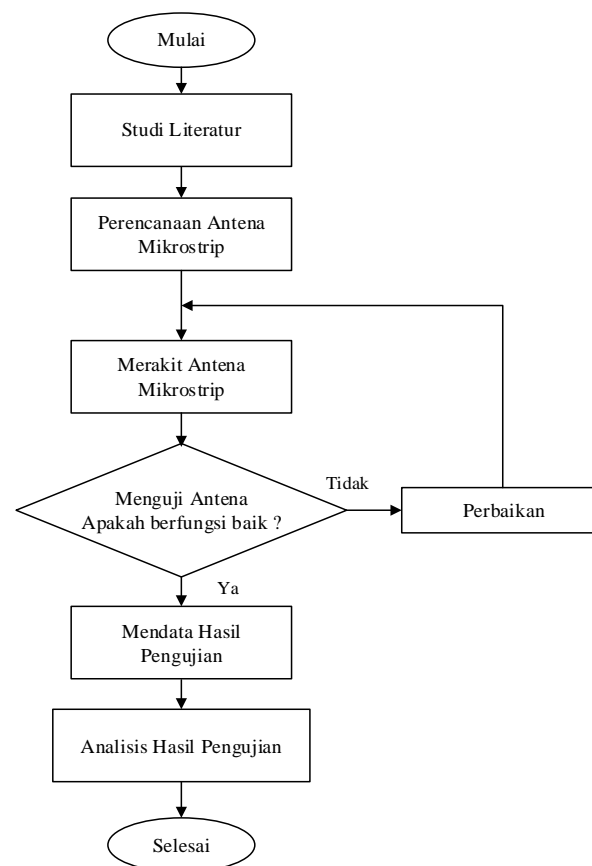 Mulai
Studi Literatur
Perencanaan Antena
Mikrostrip
Merakit Antena
Mikrostrip
Menguji Antena
Apakah berfungsi baik ?
Tidak
Perbaikan
Ya
Mendata Hasil
Pengujian
Analisis Hasil Pengujian
Selesai